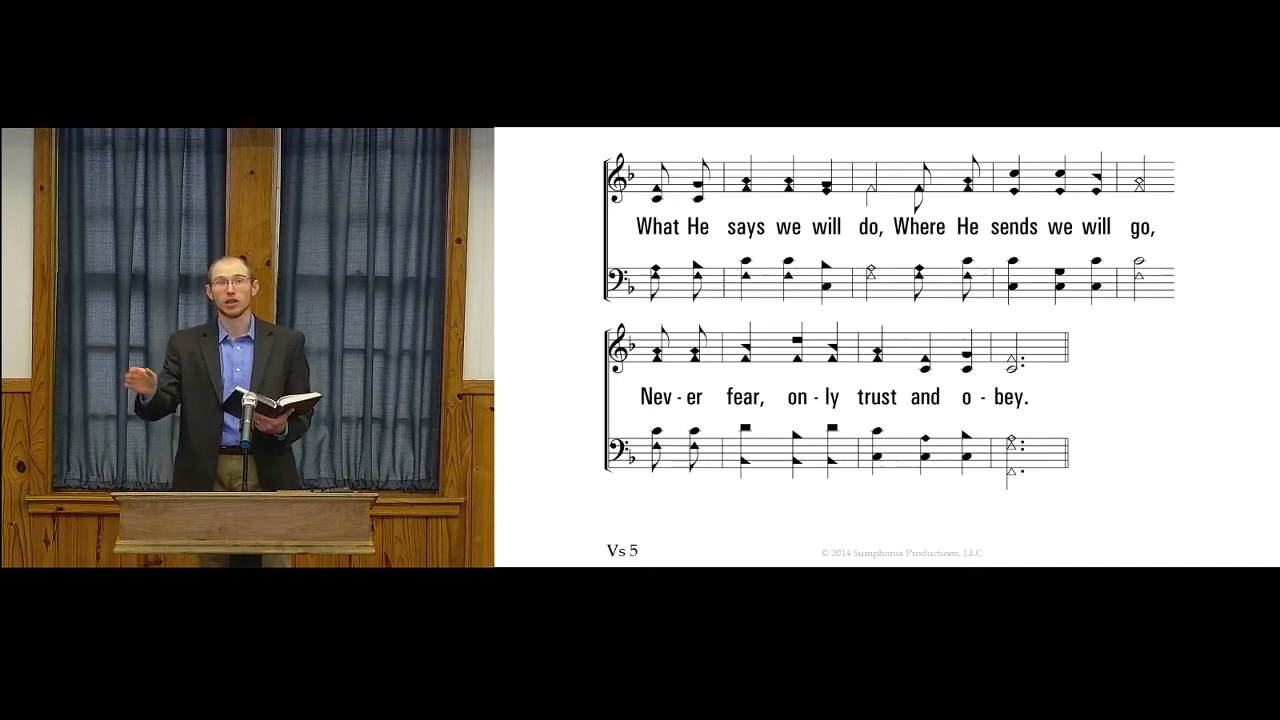 What He says we will do, Where He sends we will go,
Nev - er fear, on - ly trust and o - bey.
Vs 5
© 2014 Sumphonia Productions, LLC